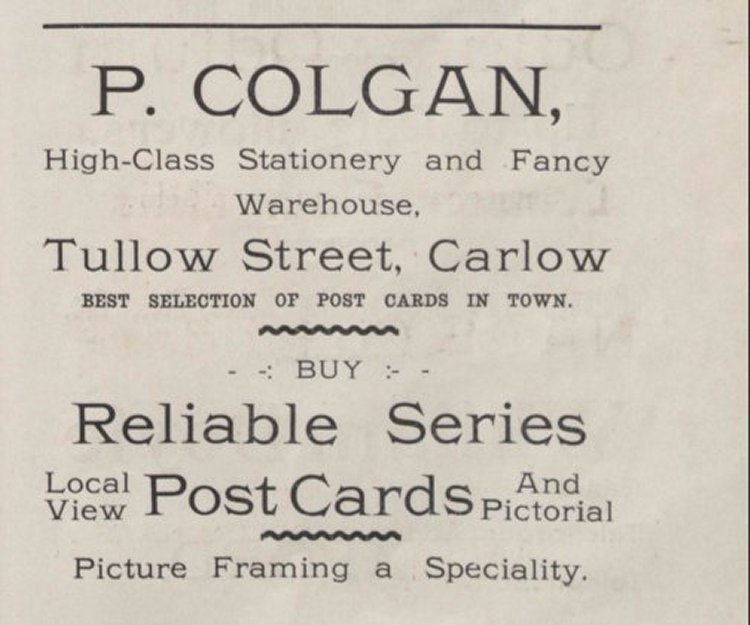 P. COLGAN,
High-Class Stationery and Fancy
Warehouse,
Tullow Street, Carlow
BEST SELECTION OF POST CARDS IN TOWN.
- -: BUY :- -
Reliable Series
Local View Post Cards And Pictorial
Picture Framing a Speciality.